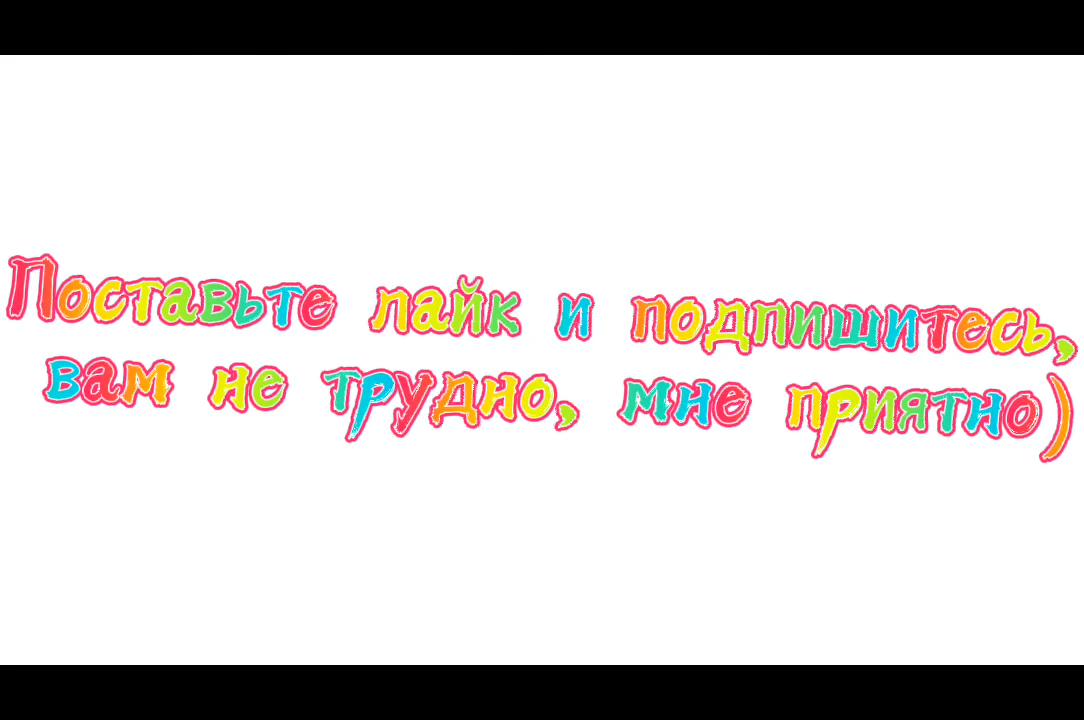 Поставьте лайк и подпишитесь,
вам не трудно, мне приятно)